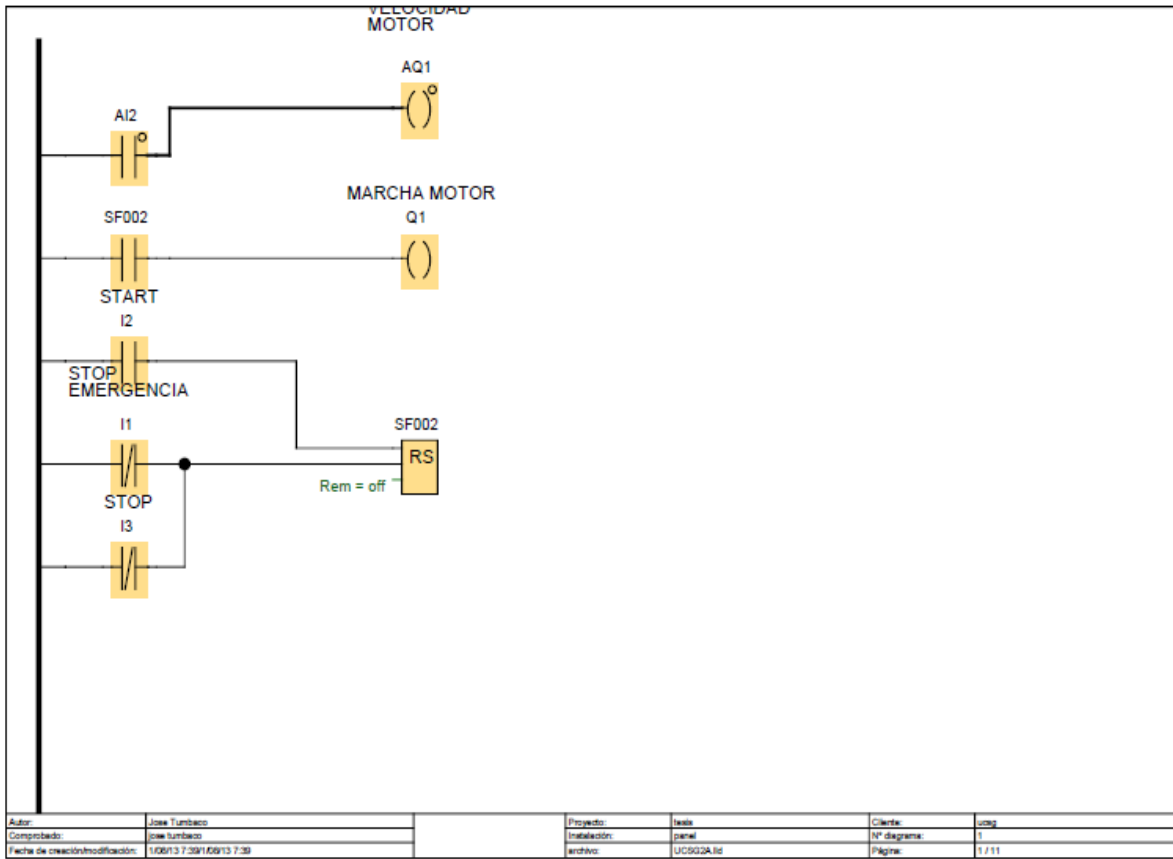 VELOCIDAD
MOTOR
AQ1
AI2
MARCHA MOTOR
SF002
Q1
START
I2
STOP
EMERGENCIA
I1
SF002
RS
Rem = off
STOP
I3
Autor: Jose Tumbaco Proyecto: tesis Cliente: ucsg
Comprobado: jose tumbaco Instalación: panel Nº diagrama: 1
Fecha de creación/modificación: 1/08/13 7:39/1/08/13 7:39 archivo: UCSG2A.lld Página: 1 / 11